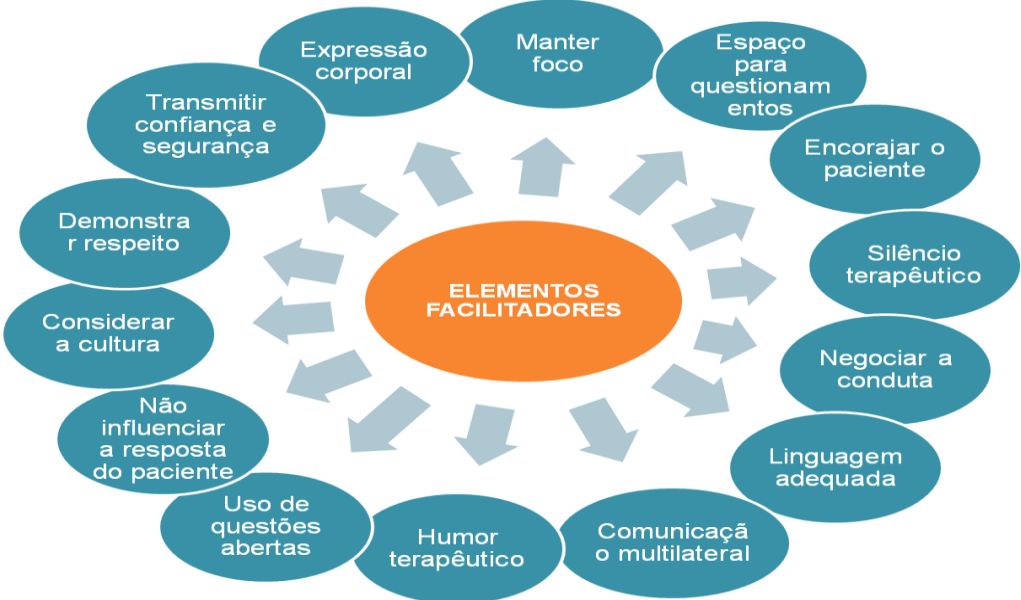 Manter
foco
Espaço
para
questionam
entos
Encorajar o
paciente
Silêncio
terapêutico
Negociar a
conduta
Linguagem
adequada
Comunicaçã
o multilateral
Humor
terapêutico
Uso de
questões
abertas
Não
influenciar
a resposta
do paciente
Considerar
a cultura
Demonstra
r respeito
Transmitir
confiança e
segurança
Expressão
corporal
ELEMENTOS
FACILITADORES